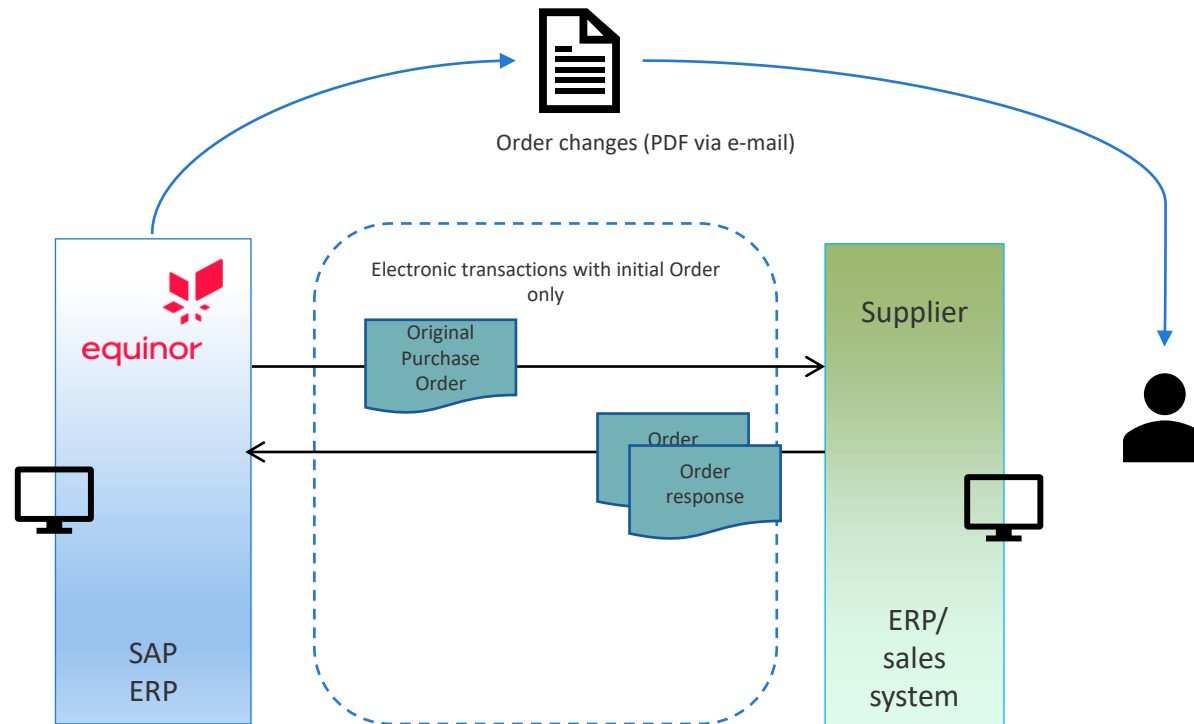 Order changes (PDF via e-mail)
Electronic transactions with initial Order
only
equinor
Supplier
Original
Purchase
Order
Order
Order
response
SAP
ERP
ERP/
sales
system